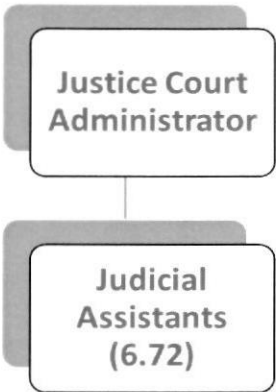 Justice Court
Administrator
Judicial
Assistants
(6.72)